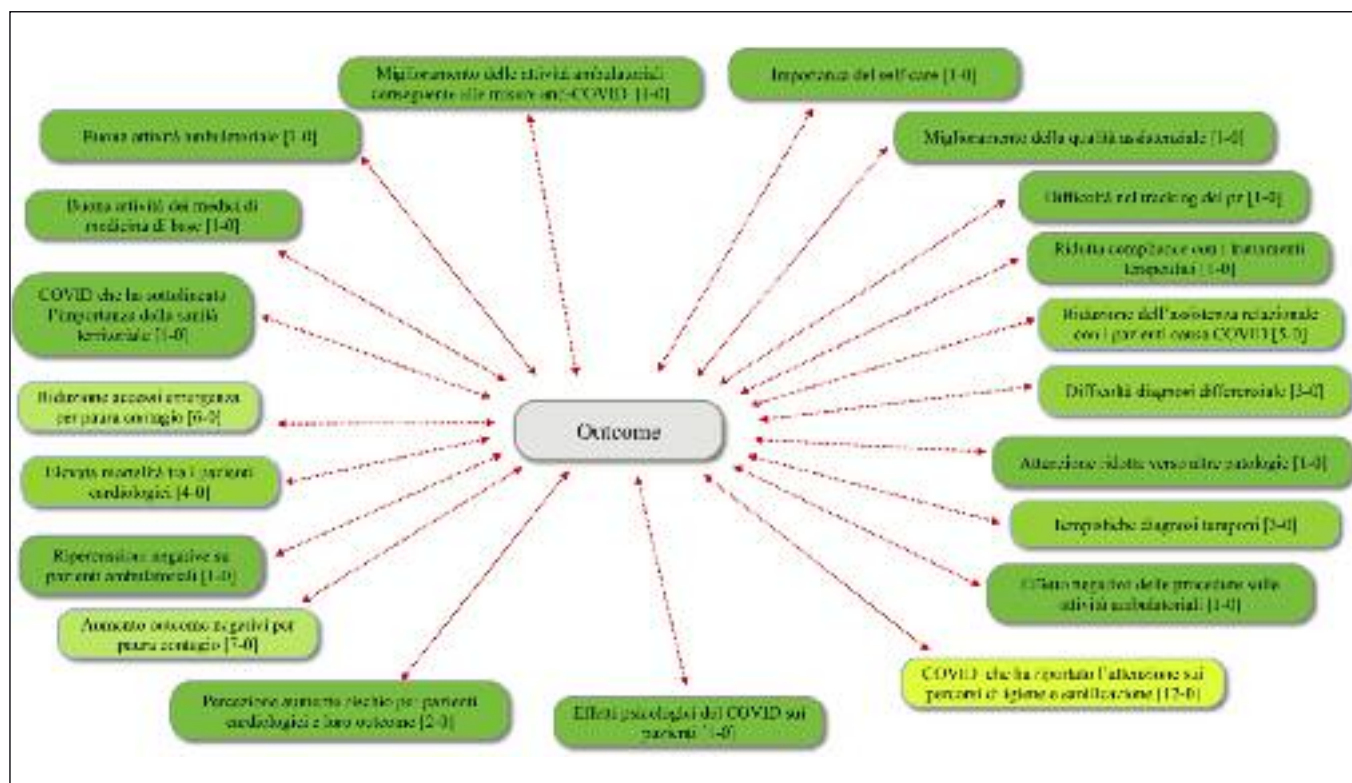 Miglioramento delle attività ambulatoriali
conseguente alle misure anti-COVID [1-0]
Importanza del self care [1-0]
Buona attività ambulatoriale [1-0]
Miglioramento della qualità assistenziale [1-0]
Buona attività dei medici di
medicina di base [1-0]
Difficoltà nel tracking dei pz [1-0]
Ridotta compliance con i trattamenti
terapeutici [1-0]
COVID che ha sottolineato
l'importanza della sanità
territoriale [1-0]
Riduzione dell'assistenza relazionale
con i pazienti causa COVID [5-0]
Riduzione accessi emergenza
per paura contagio [6-0]
Difficoltà diagnosi differenziale [3-0]
Outcome
Elevata mortalità tra i pazienti
cardiologici [4-0]
Attenzione ridotta verso altre patologie [1-0]
Tempistiche diagnosi tamponi [3-0]
Ripercussioni negative su
pazienti ambulatoriali [1-0]
Effetto negativo delle procedure sulle
attività ambulatoriali [1-0]
Aumento outcome negativi per
paura contagio [7-0]
COVID che ha riportato l'attenzione sui
percorsi di igiene e sanificazione [12-0]
Percezione aumento rischio per pazienti
cardiologici e loro outcome [2-0]
Effetti psicologici del COVID sui
pazienti [1-0]